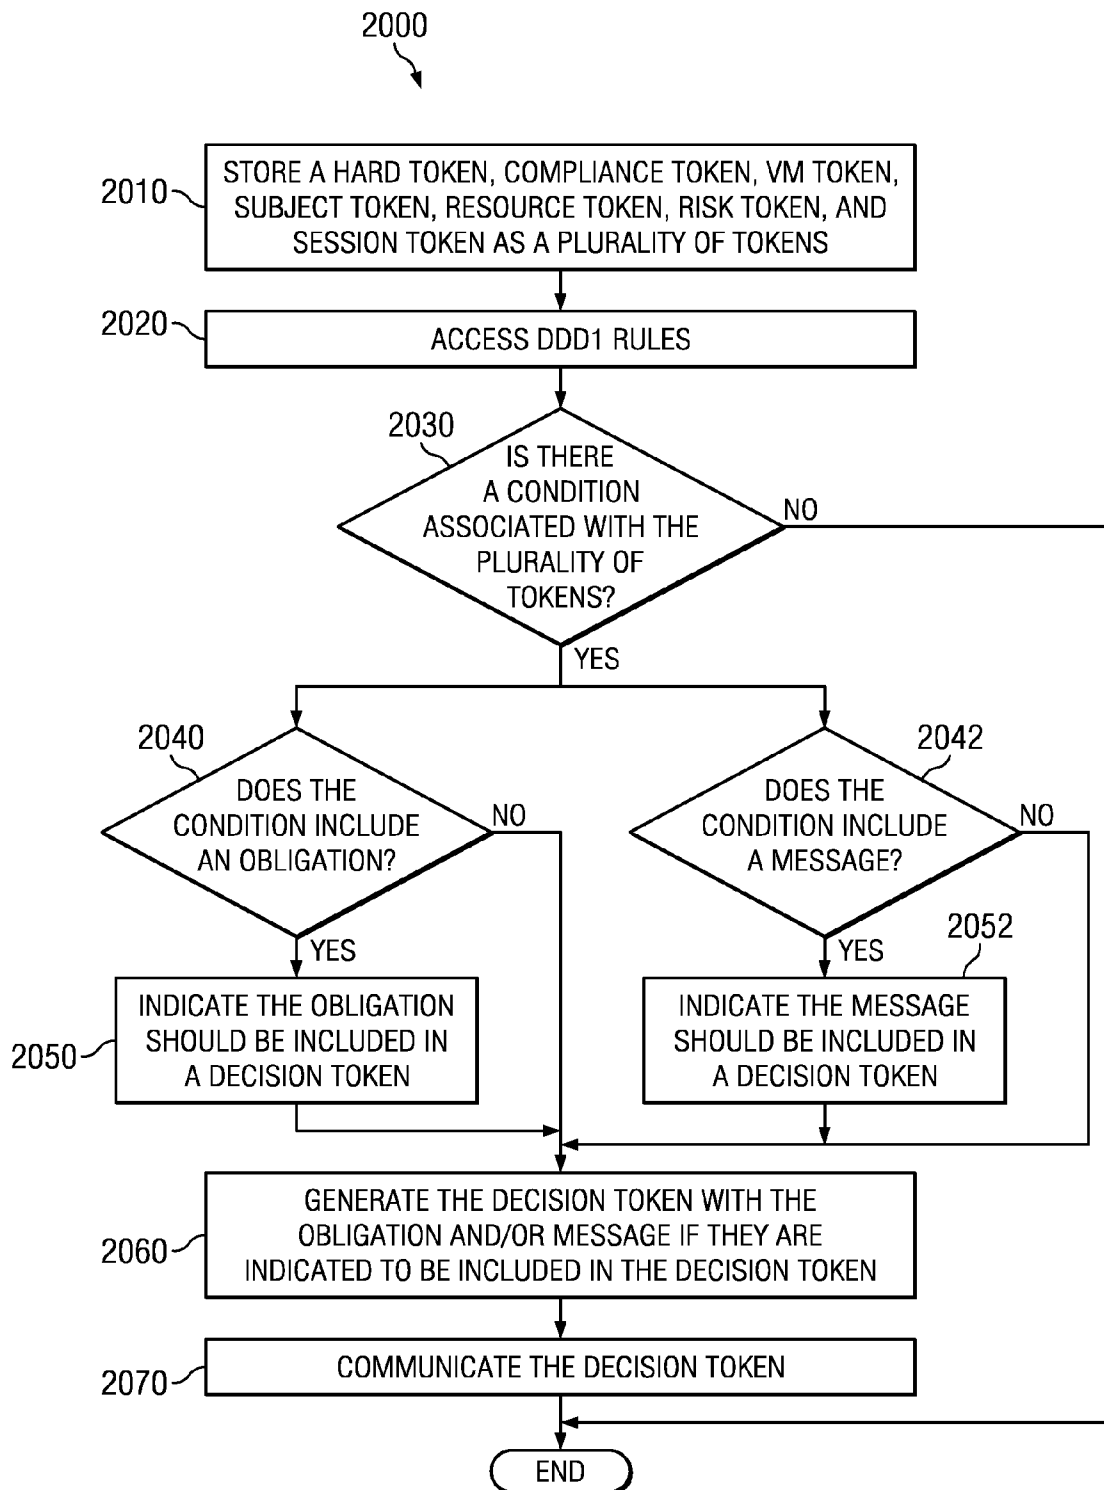 2000
2010
STORE A HARD TOKEN, COMPLIANCE TOKEN, VM TOKEN,
SUBJECT TOKEN, RESOURCE TOKEN, RISK TOKEN, AND
SESSION TOKEN AS A PLURALITY OF TOKENS
2020
ACCESS DDD1 RULES
2030
IS THERE
A CONDITION
ASSOCIATED WITH THE
PLURALITY OF
TOKENS?
NO
YES
2040
DOES THE
CONDITION INCLUDE
AN OBLIGATION?
NO
YES
2042
DOES THE
CONDITION INCLUDE
A MESSAGE?
NO
YES
2050
INDICATE THE OBLIGATION
SHOULD BE INCLUDED IN
A DECISION TOKEN
2052
INDICATE THE MESSAGE
SHOULD BE INCLUDED IN
A DECISION TOKEN
2060
GENERATE THE DECISION TOKEN WITH THE
OBLIGATION AND/OR MESSAGE IF THEY ARE
INDICATED TO BE INCLUDED IN THE DECISION TOKEN
2070
COMMUNICATE THE DECISION TOKEN
END